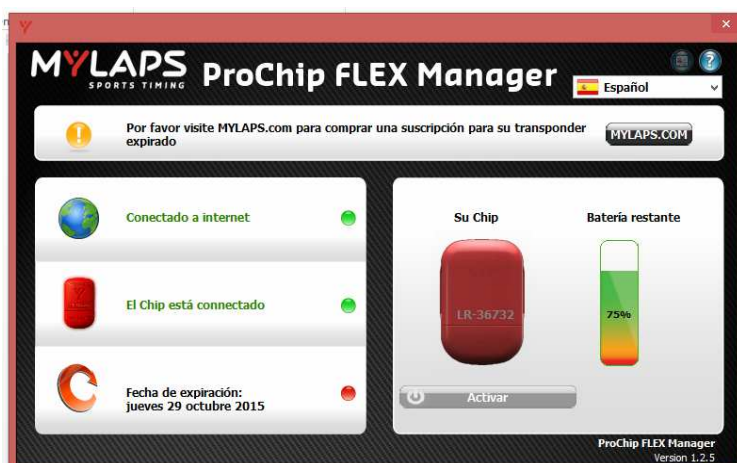 MYLAPS
SPORTS TIMING
ProChip FLEX Manager
Español
Por favor visite MYLAPS.com para comprar una suscripción para su transponder
expirado
MYLAPS.COM
Conectado a internet
El Chip está connectado
Fecha de expiración:
jueves 29 octubre 2015
Su Chip
Batería restante
LR-36732
75%
Activar
ProChip FLEX Manager
Version 1.2.5